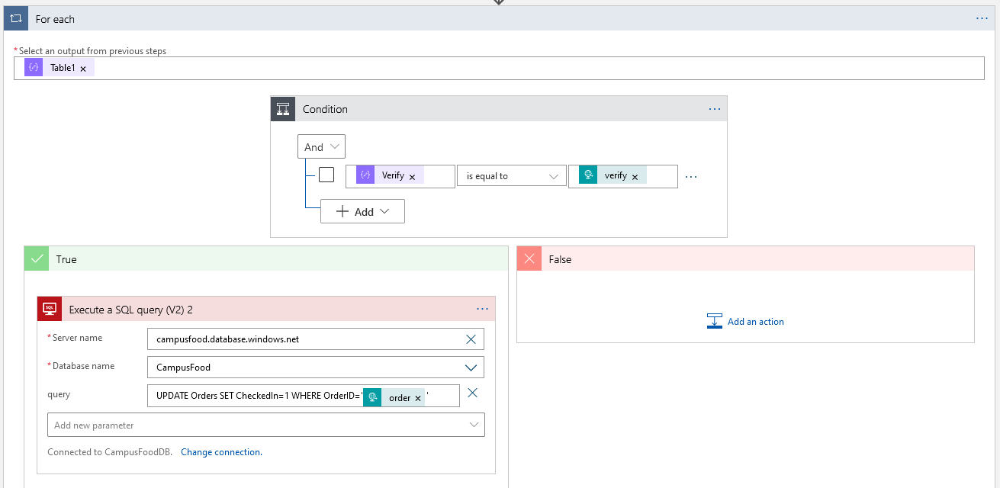 For each
...
* Select an output from previous steps
Table1 ×
Condition
...
And
Verify × is equal to verify × ...
+ Add
True
False
Execute a SQL query (V2) 2
...
Add an action
* Server name campusfood.database.windows.net
* Database name CampusFood
query UPDATE Orders SET CheckedIn=1 WHERE OrderID=' order × '
Add new parameter
Connected to CampusFoodDB. Change connection.